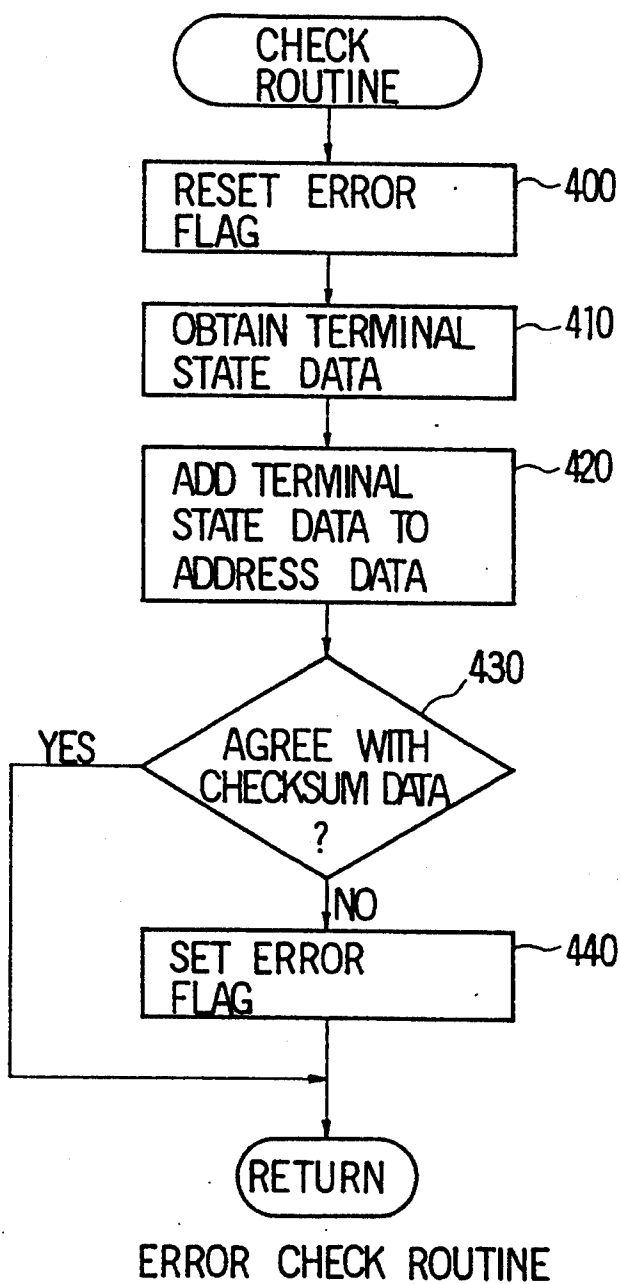 CHECK
ROUTINE
RESET ERROR
FLAG
400
OBTAIN TERMINAL
STATE DATA
410
ADD TERMINAL
STATE DATA TO
ADDRESS DATA
420
430
YES
AGREE WITH
CHECKSUM DATA
?
NO
SET ERROR
FLAG
440
RETURN
ERROR CHECK ROUTINE